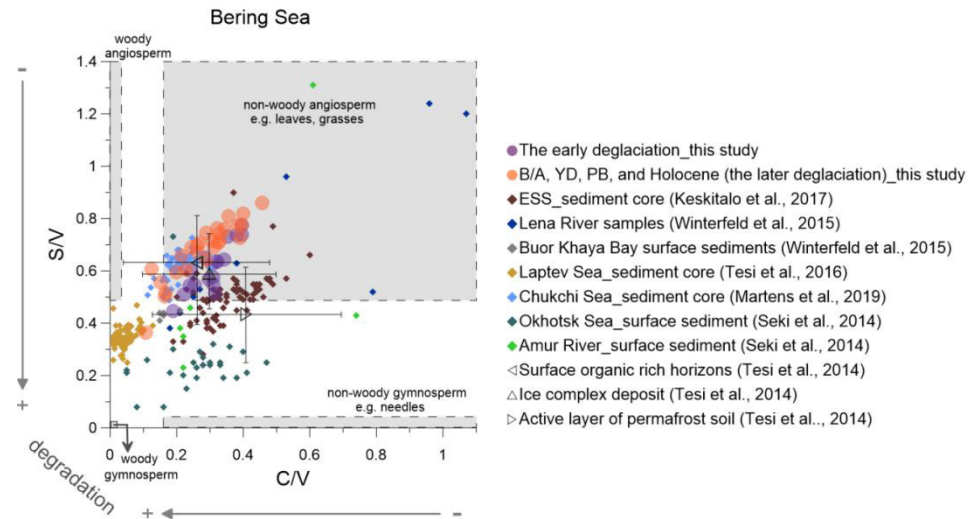 Bering Sea
woody
angiosperm
-
1.4
1.2
1
0.8
0.6
0.4
0.2
0
S/V
+
non-woody angiosperm
e.g. leaves, grasses
non-woody gymnosperm
e.g. needles
0
0.2
0.4
0.6
0.8
1
woody
gymnosperm
C/V
degradation
+
-
The early deglaciation_this study
B/A, YD, PB, and Holocene (the later deglaciation)_this study
ESS_sediment core (Keskitalo et al., 2017)
Lena River samples (Winterfeld et al., 2015)
Buor Khaya Bay surface sediments (Winterfeld et al., 2015)
Laptev Sea_sediment core (Tesi et al., 2016)
Chukchi Sea_sediment core (Martens et al., 2019)
Okhotsk Sea_surface sediment (Seki et al., 2014)
Amur River_surface sediment (Seki et al., 2014)
Surface organic rich horizons (Tesi et al., 2014)
Ice complex deposit (Tesi et al., 2014)
Active layer of permafrost soil (Tesi et al.., 2014)